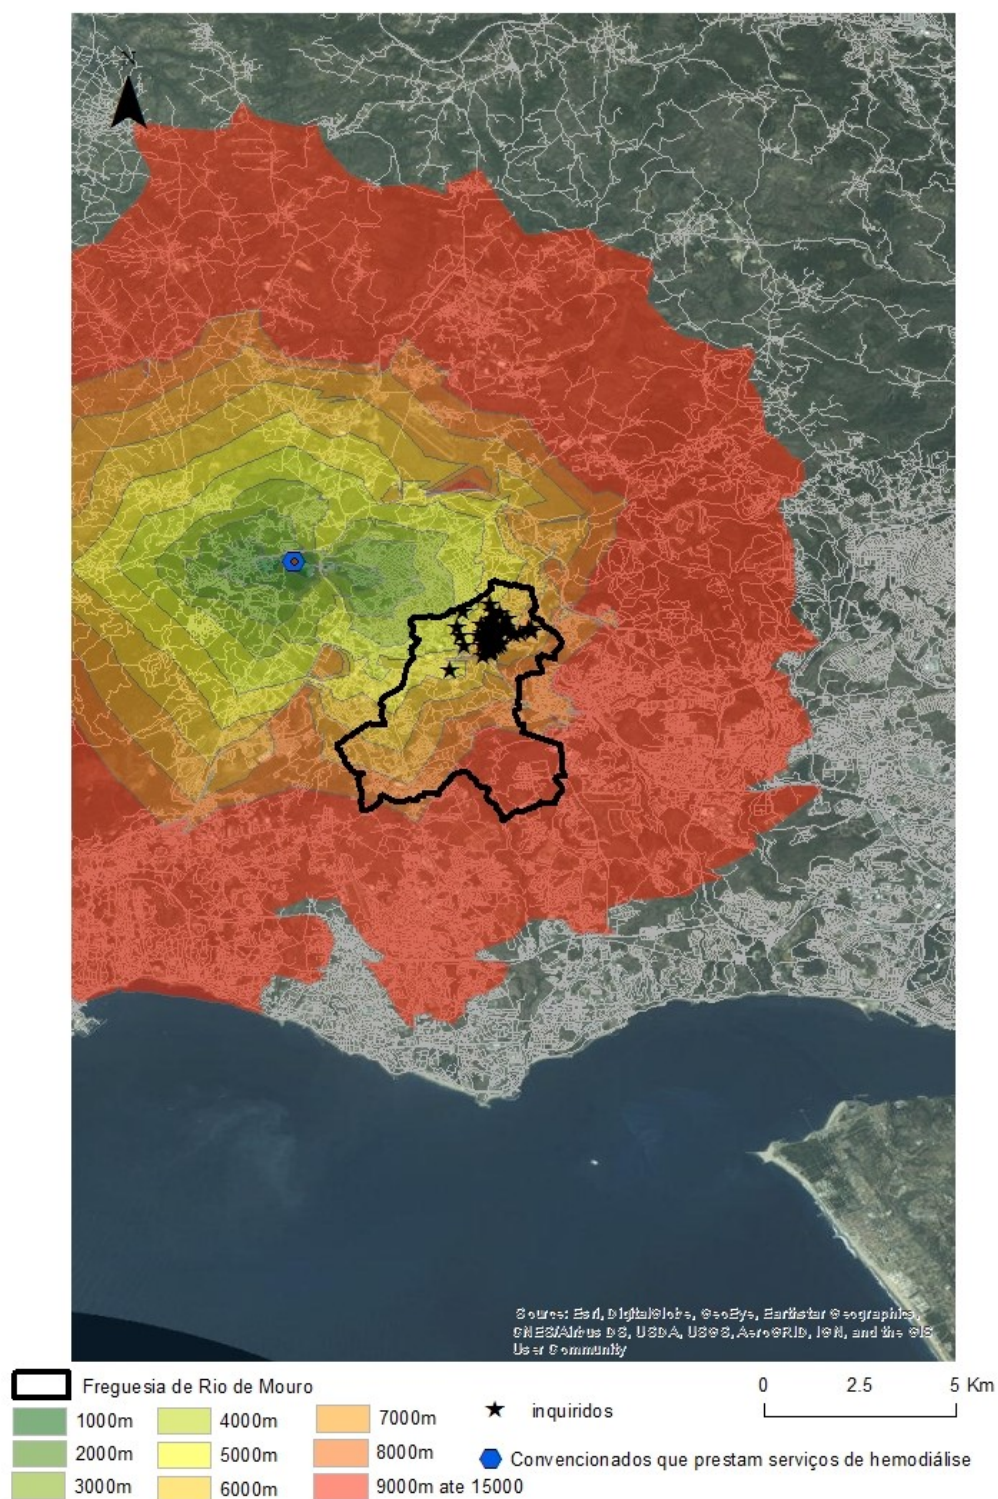 N
Source: Esri, DigitalGlobe, GeoEye, Earthstar Geographics,
CNES/Airbus DS, USDA, USGS, AeroGRID, IGN, and the GIS
User Community
Freguesia de Rio de Mouro
1000m
2000m
3000m
4000m
5000m
6000m
7000m
8000m
9000m ate 15000
inquiridos
Convencionados que prestam serviços de hemodiálise
0 2.5 5 Km